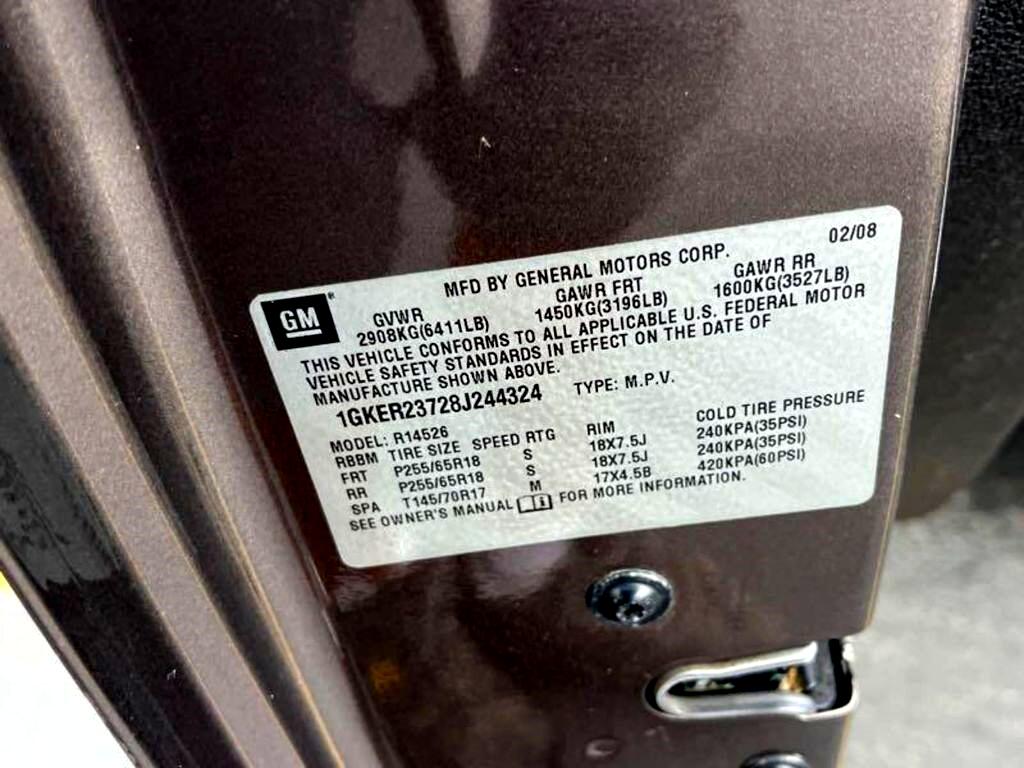 02/08
MFD BY GENERAL MOTORS CORP.
GM®
GVWR GAWR FRT GAWR RR
2908KG(6411LB) 1450KG(3196LB) 1600KG(3527LB)
THIS VEHICLE CONFORMS TO ALL APPLICABLE U.S. FEDERAL MOTOR
VEHICLE SAFETY STANDARDS IN EFFECT ON THE DATE OF
MANUFACTURE SHOWN ABOVE.
1GKER23728J244324 TYPE: M.P.V.
MODEL: R14526
RBBM TIRE SIZE SPEED RTG RIM COLD TIRE PRESSURE
FRT P255/65R18 S 18X7.5J 240KPA(35PSI)
RR P255/65R18 S 18X7.5J 240KPA(35PSI)
SPA T145/70R17 M 17X4.5B 420KPA(60PSI)
SEE OWNER'S MANUAL FOR MORE INFORMATION.